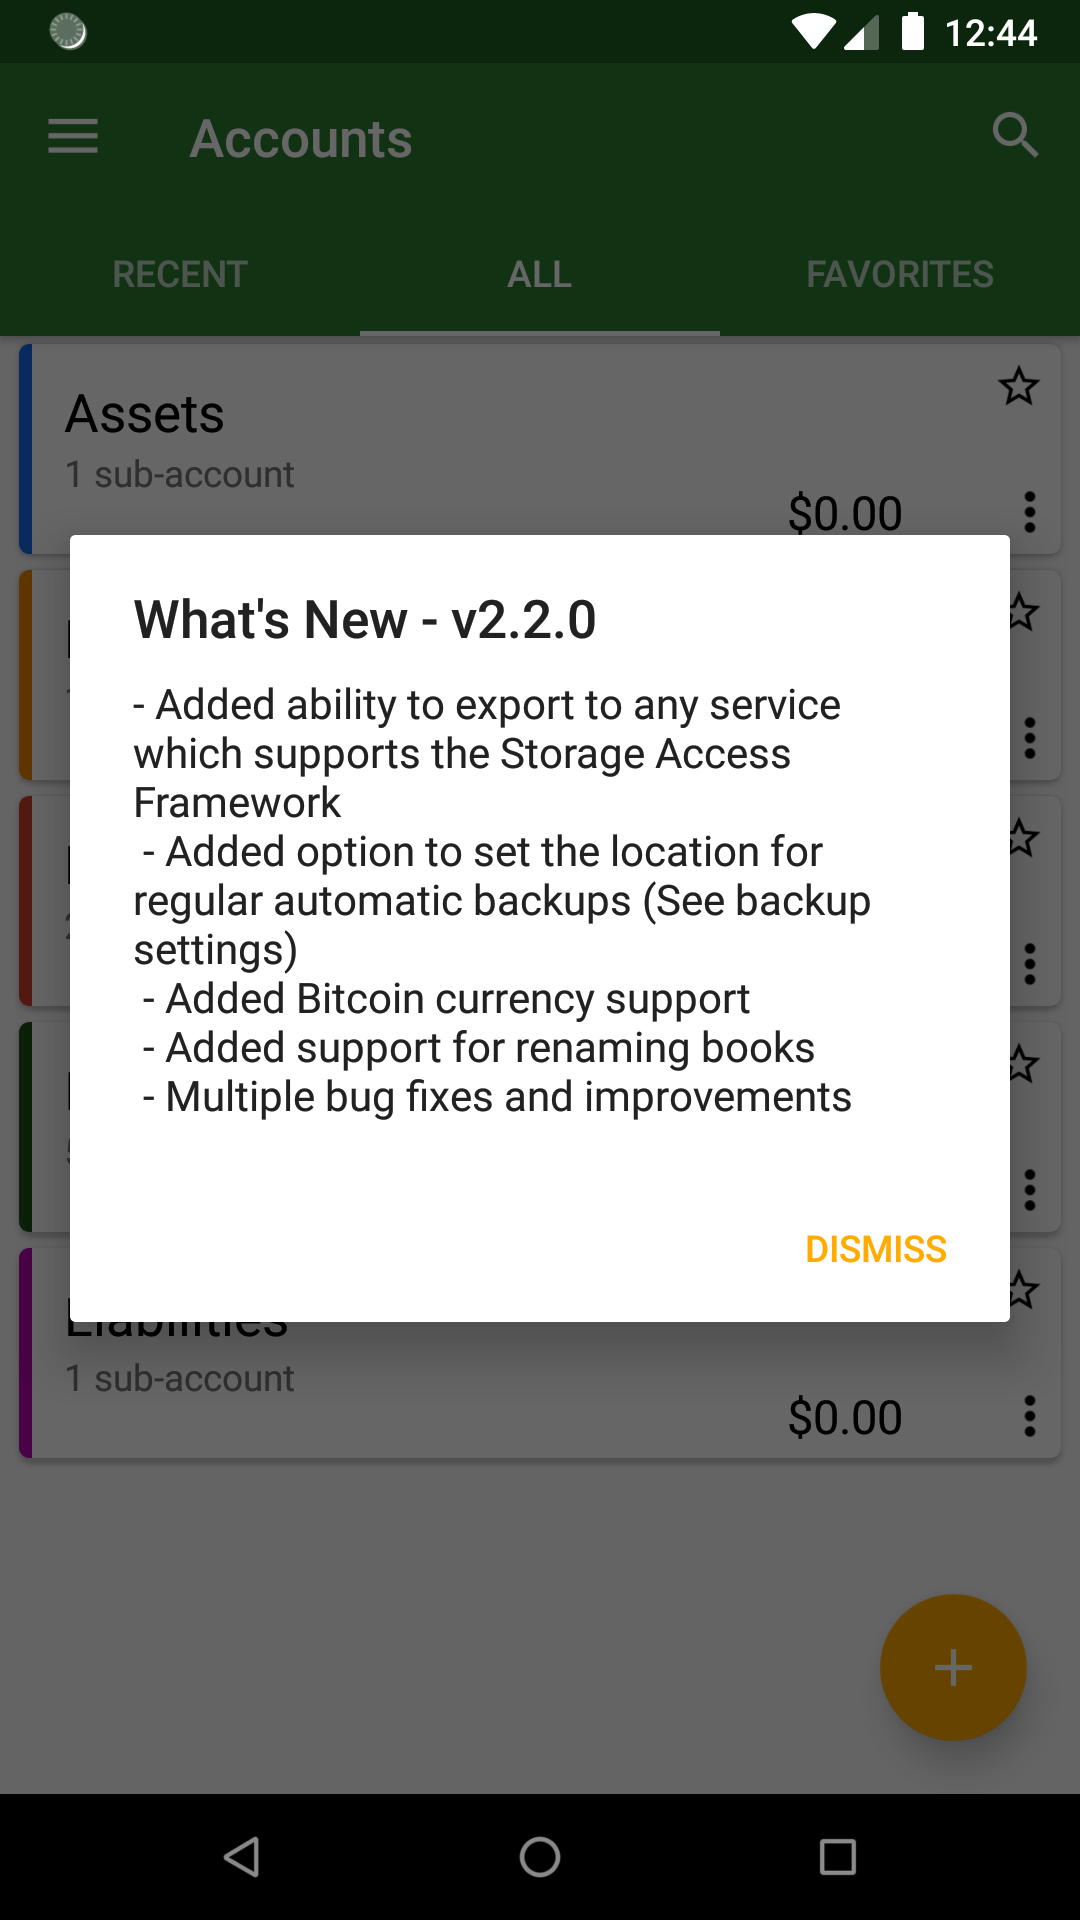 12:44
Accounts
RECENT
ALL
FAVORITES
Assets
1 sub-account
$0.00
What's New - v2.2.0
- Added ability to export to any service
which supports the Storage Access
Framework
- Added option to set the location for
regular automatic backups (See backup
settings)
- Added Bitcoin currency support
- Added support for renaming books
- Multiple bug fixes and improvements
DISMISS
Liabilities
1 sub-account
$0.00